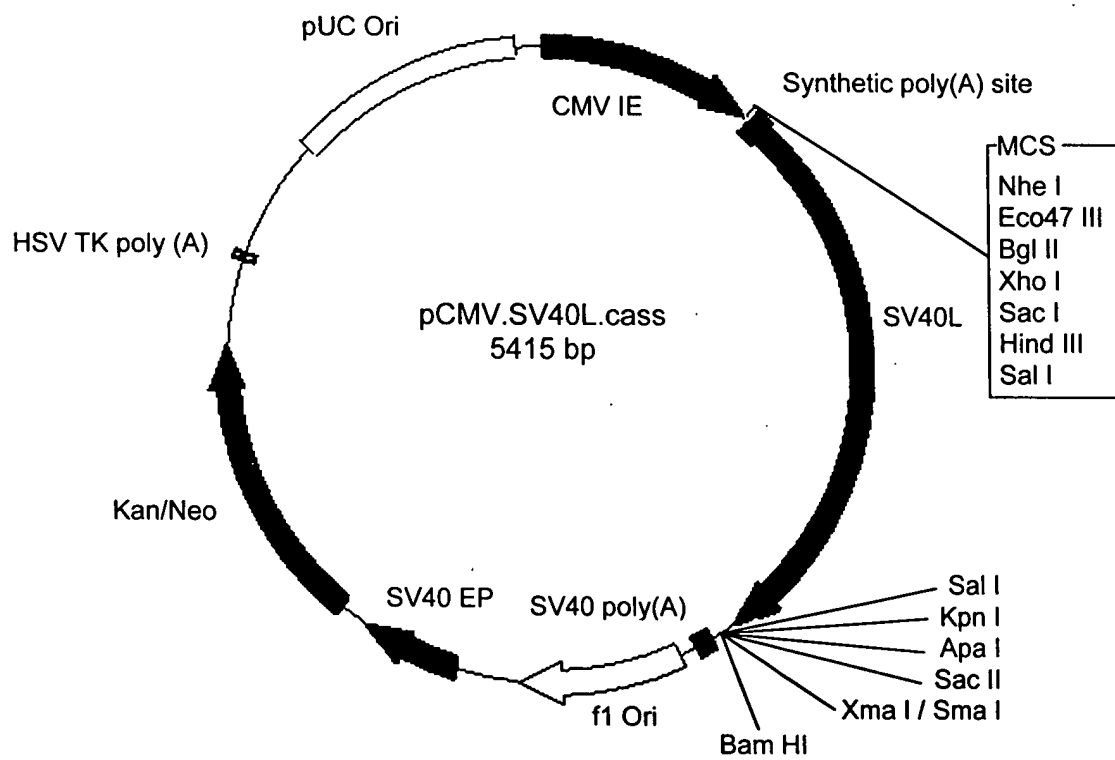 pUC Ori
CMV IE
Synthetic poly(A) site
MCS
Nhe I
Eco47 III
Bgl II
Xho I
Sac I
Hind III
Sal I
HSV TK poly (A)
pCMV.SV40L.cass
5415 bp
SV40L
Kan/Neo
SV40 EP
SV40 poly(A)
f1 Ori
Sal I
Kpn I
Apa I
Sac II
Xma I / Sma I
Bam HI